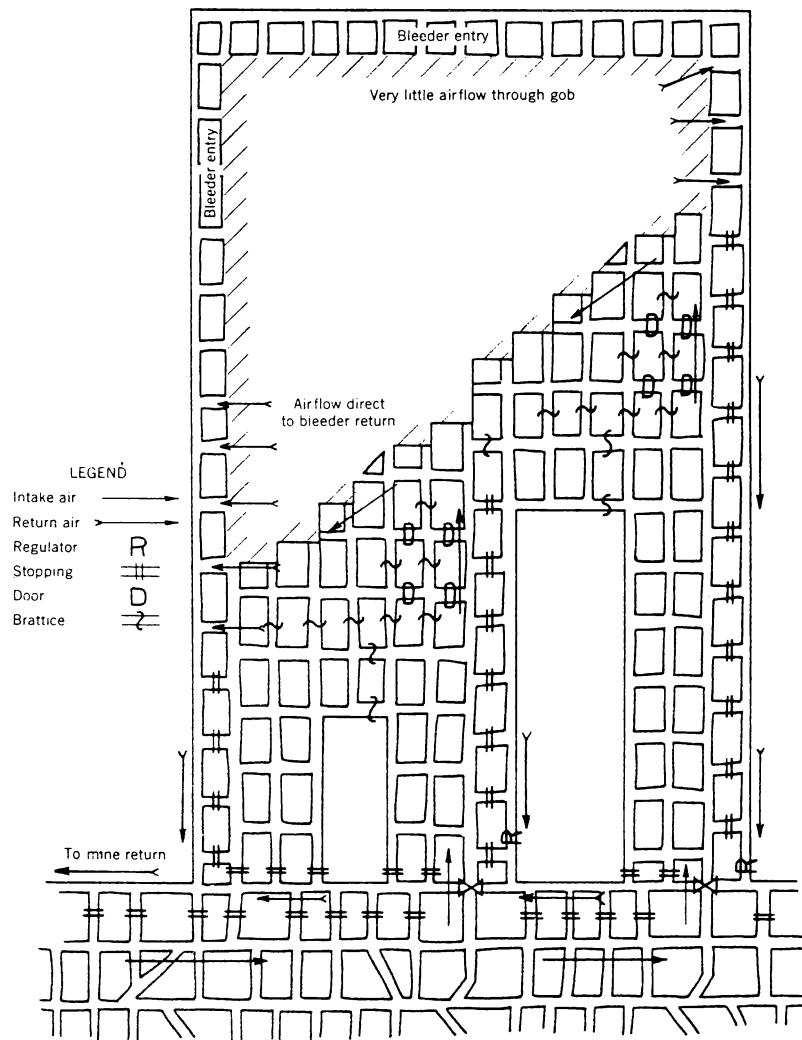 Bleeder entry
Very little airflow through gob
Bleeder entry
Airflow direct
to bleeder return
LEGEND
Intake air
Return air
Regulator R
Stopping
Door D
Brattice
R
R
To mine return